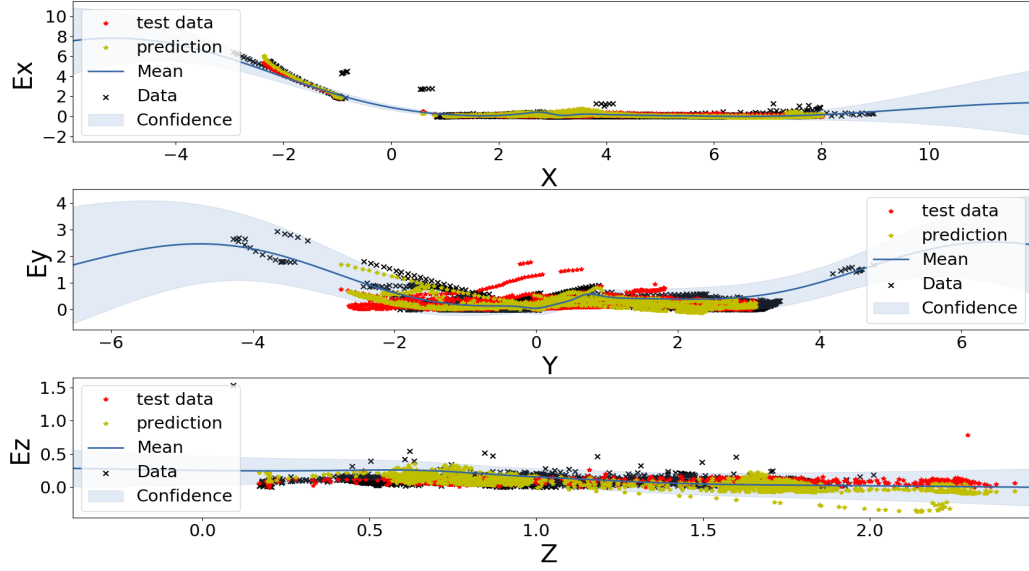 Ex
10
8
6
4
2
0
−2
test data
prediction
Mean
Data
Confidence
−4
−2
0
2
4
6
8
10
X
Ey
4
3
2
1
0
test data
prediction
Mean
Data
Confidence
−6
−4
−2
0
2
4
6
Y
Ez
1.5
1.0
0.5
0.0
test data
prediction
Mean
Data
Confidence
0.0
0.5
1.0
1.5
2.0
Z